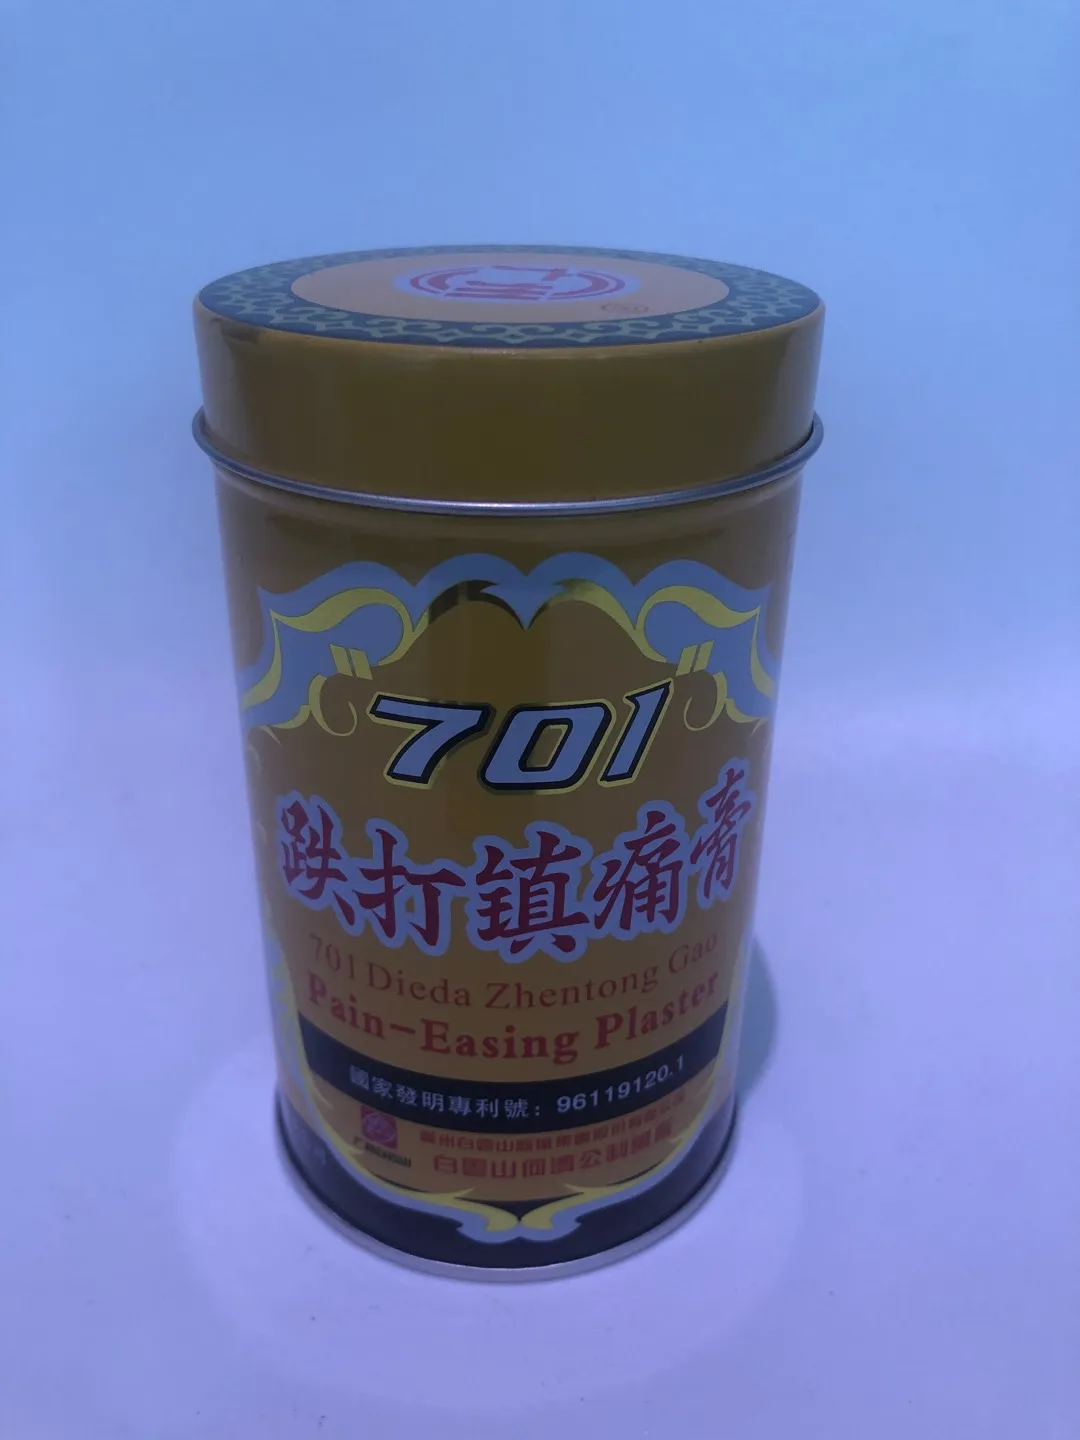 701
跌打鎮痛膏
701 Dieda Zhentong Gao
Pain-Easing Plaster
國家發明專利號：96119120.1
白雲山何濟公制藥